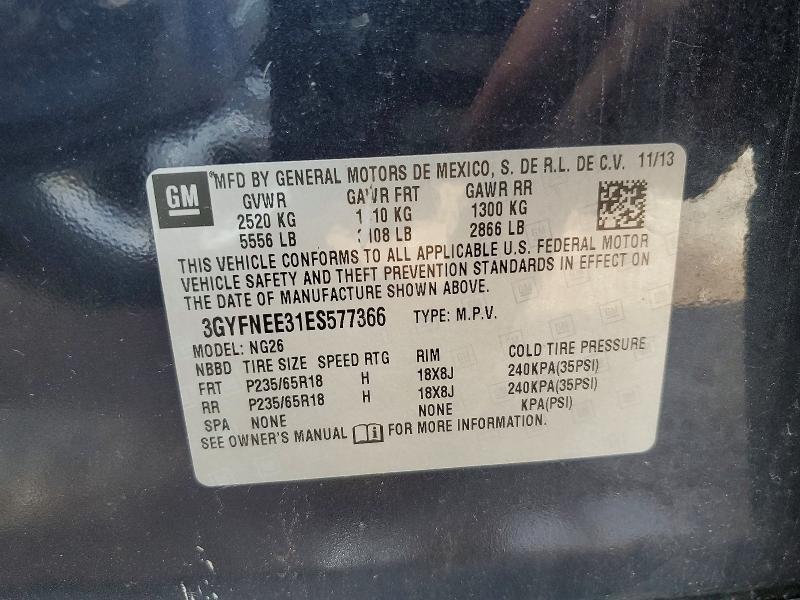 GM
®MFD BY GENERAL MOTORS DE MEXICO, S. DE R.L. DE C.V. 11/13
GVWR GAWR FRT GAWR RR
2520 KG KG 1300 KG
5556 LB LB 2866 LB
THIS VEHICLE CONFORMS TO ALL APPLICABLE U.S. FEDERAL MOTOR
VEHICLE SAFETY AND THEFT PREVENTION STANDARDS IN EFFECT ON
THE DATE OF MANUFACTURE SHOWN ABOVE.
3GYFNEE31ES577366 TYPE: M.P.V.
MODEL: NG26
NBBD TIRE SIZE SPEED RTG RIM COLD TIRE PRESSURE
FRT P235/65R18 H 18X8J 240KPA(35PSI)
RR P235/65R18 H 18X8J 240KPA(35PSI)
SPA NONE NONE KPA(PSI)
SEE OWNER'S MANUAL FOR MORE INFORMATION.